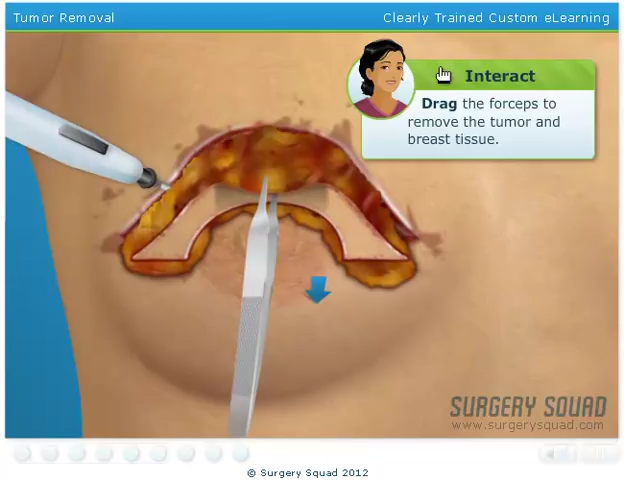 Tumor Removal
Clearly Trained Custom eLearning
Interact
Drag the forceps to
remove the tumor and
breast tissue.
SURGERY SQUAD
www.surgerysquad.com
© Surgery Squad 2012